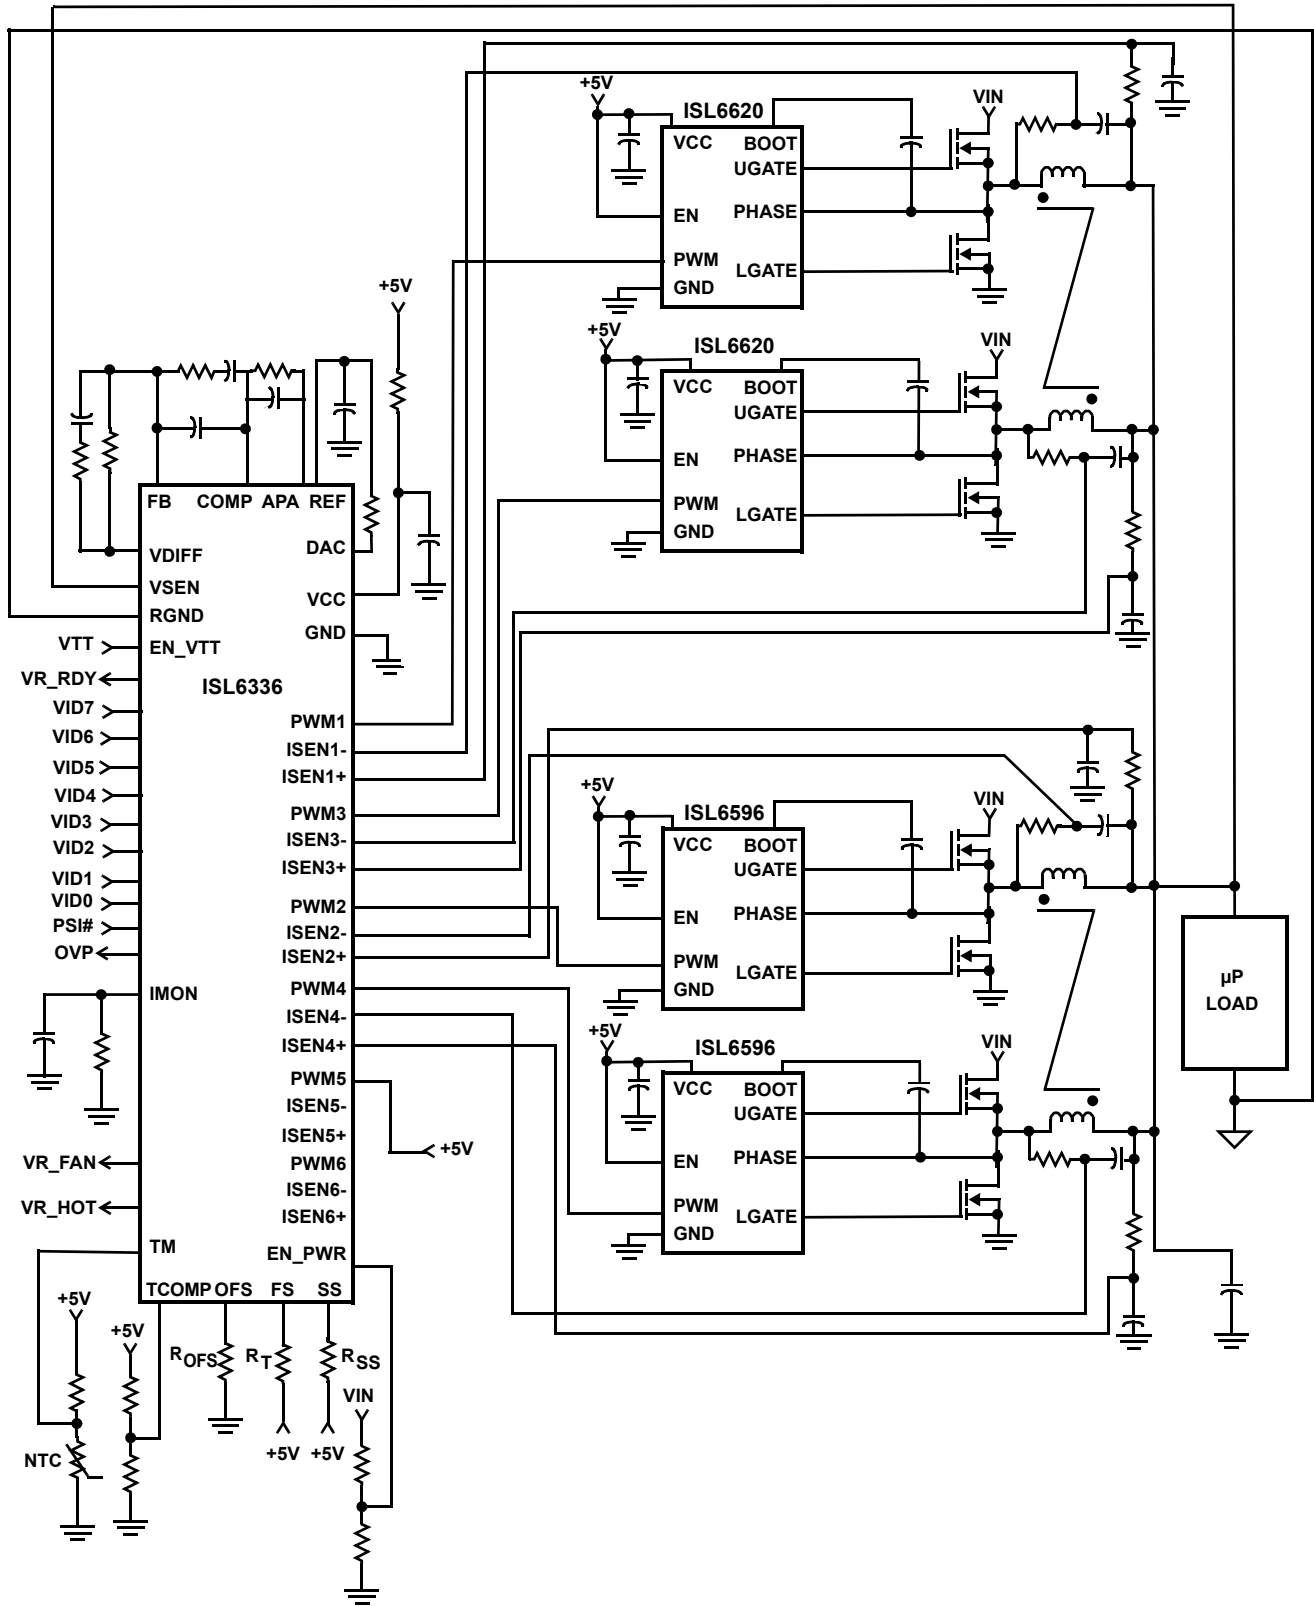 +5V
ISL6620
VIN
VCC
BOOT
UGATE
EN
PHASE
PWM
LGATE
GND
+5V
+5V
ISL6620
VIN
VCC
BOOT
UGATE
EN
PHASE
PWM
LGATE
GND
FB
COMP
APA
REF
VDIFF
DAC
VSEN
VCC
RGND
GND
VTT
EN_VTT
VR_RDY
ISL6336
VID7
PWM1
VID6
ISEN1-
VID5
ISEN1+
VID4
PWM3
VID3
ISEN3-
VID2
ISEN3+
VID1
VID0
PWM2
PSI#
ISEN2-
OVP
ISEN2+
IMON
PWM4
ISEN4-
ISEN4+
PWM5
ISEN5-
ISEN5+
+5V
VR_FAN
PWM6
ISEN6-
VR_HOT
ISEN6+
TM
EN_PWR
TCOMP
OFS
FS
SS
+5V
ISL6596
VIN
VCC
BOOT
UGATE
EN
PHASE
PWM
LGATE
GND
+5V
ISL6596
VIN
VCC
BOOT
UGATE
EN
PHASE
PWM
LGATE
GND
µP
LOAD
+5V
+5V
ROFS
RT
RSS
VIN
NTC
+5V
+5V